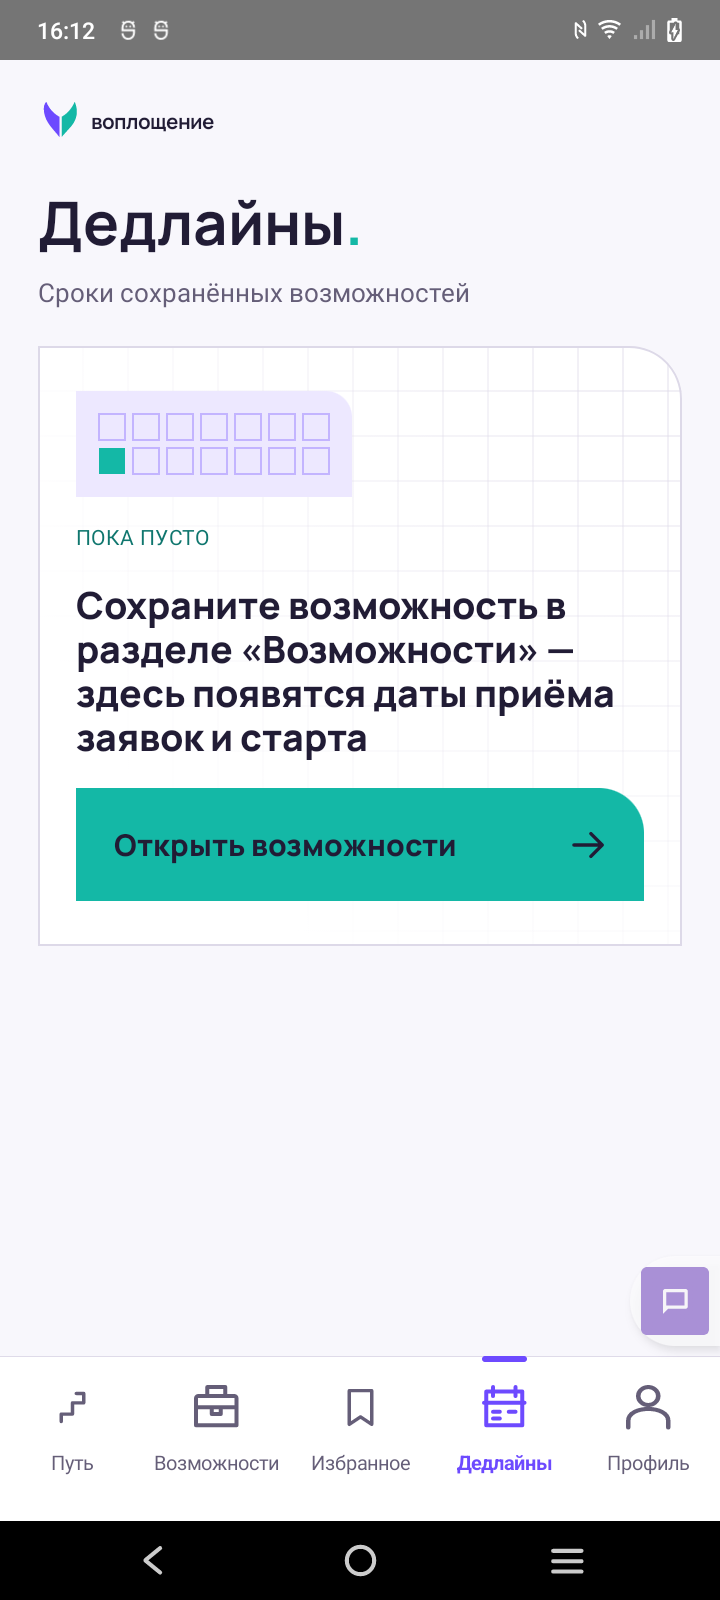 16:12
воплощение
Дедлайны.
Сроки сохранённых возможностей
ПОКА ПУСТО
Сохраните возможность в
разделе «Возможности» —
здесь появятся даты приёма
заявок и старта
Открыть возможности
Путь
Возможности
Избранное
Дедлайны
Профиль